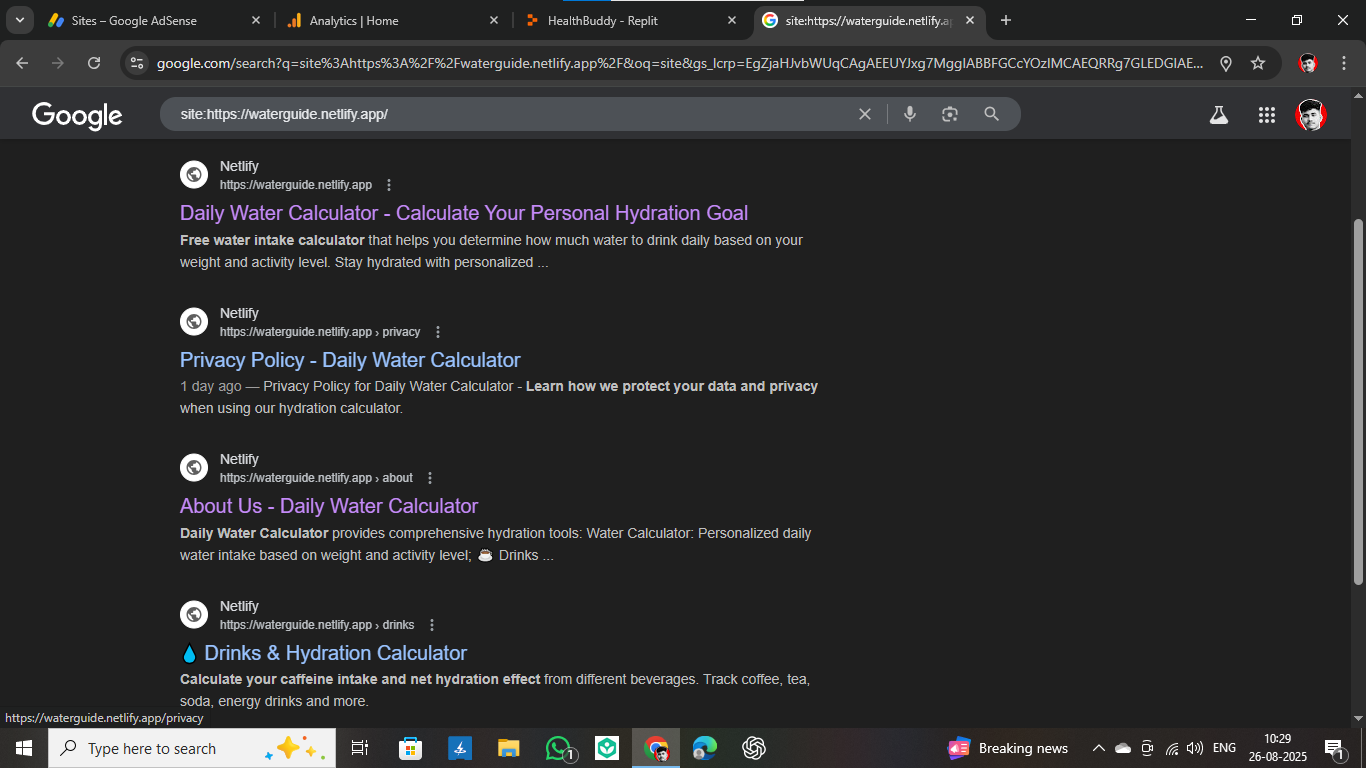 Sites – Google AdSense
Analytics | Home
HealthBuddy - Replit
site:https://waterguide.netlify.ap
google.com/search?q=site%3Ahttps%3A%2F%2Fwaterguide.netlify.app%2F&oq=site&gs_lcrp=EgZjaHJvbWUqCAgAEEUYJxg7MggIABBFGCcYOzIMCAEQRRg7GLEDGIAE...
Google
site:https://waterguide.netlify.app/
Netlify
https://waterguide.netlify.app
Daily Water Calculator - Calculate Your Personal Hydration Goal
Free water intake calculator that helps you determine how much water to drink daily based on your
weight and activity level. Stay hydrated with personalized ...
Netlify
https://waterguide.netlify.app › privacy
Privacy Policy - Daily Water Calculator
1 day ago — Privacy Policy for Daily Water Calculator - Learn how we protect your data and privacy
when using our hydration calculator.
Netlify
https://waterguide.netlify.app › about
About Us - Daily Water Calculator
Daily Water Calculator provides comprehensive hydration tools: Water Calculator: Personalized daily
water intake based on weight and activity level; ☕ Drinks ...
Netlify
https://waterguide.netlify.app › drinks
💧 Drinks & Hydration Calculator
Calculate your caffeine intake and net hydration effect from different beverages. Track coffee, tea,
soda, energy drinks and more.
https://waterguide.netlify.app/privacy
Type here to search
1
Breaking news
ENG
10:29
26-08-2025
1